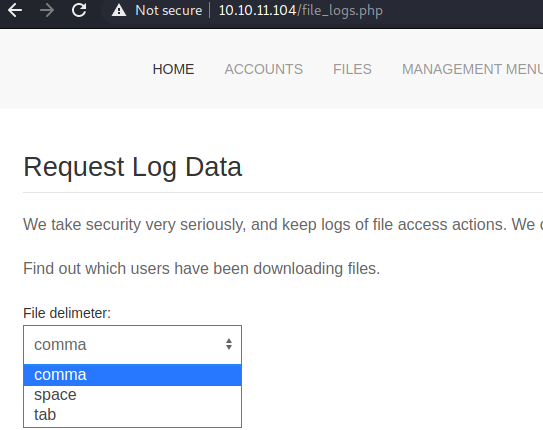 Not secure | 10.10.11.104/file_logs.php
HOME ACCOUNTS FILES MANAGEMENT MENU
Request Log Data
We take security very seriously, and keep logs of file access actions. We
Find out which users have been downloading files.
File delimeter:
comma
comma
space
tab